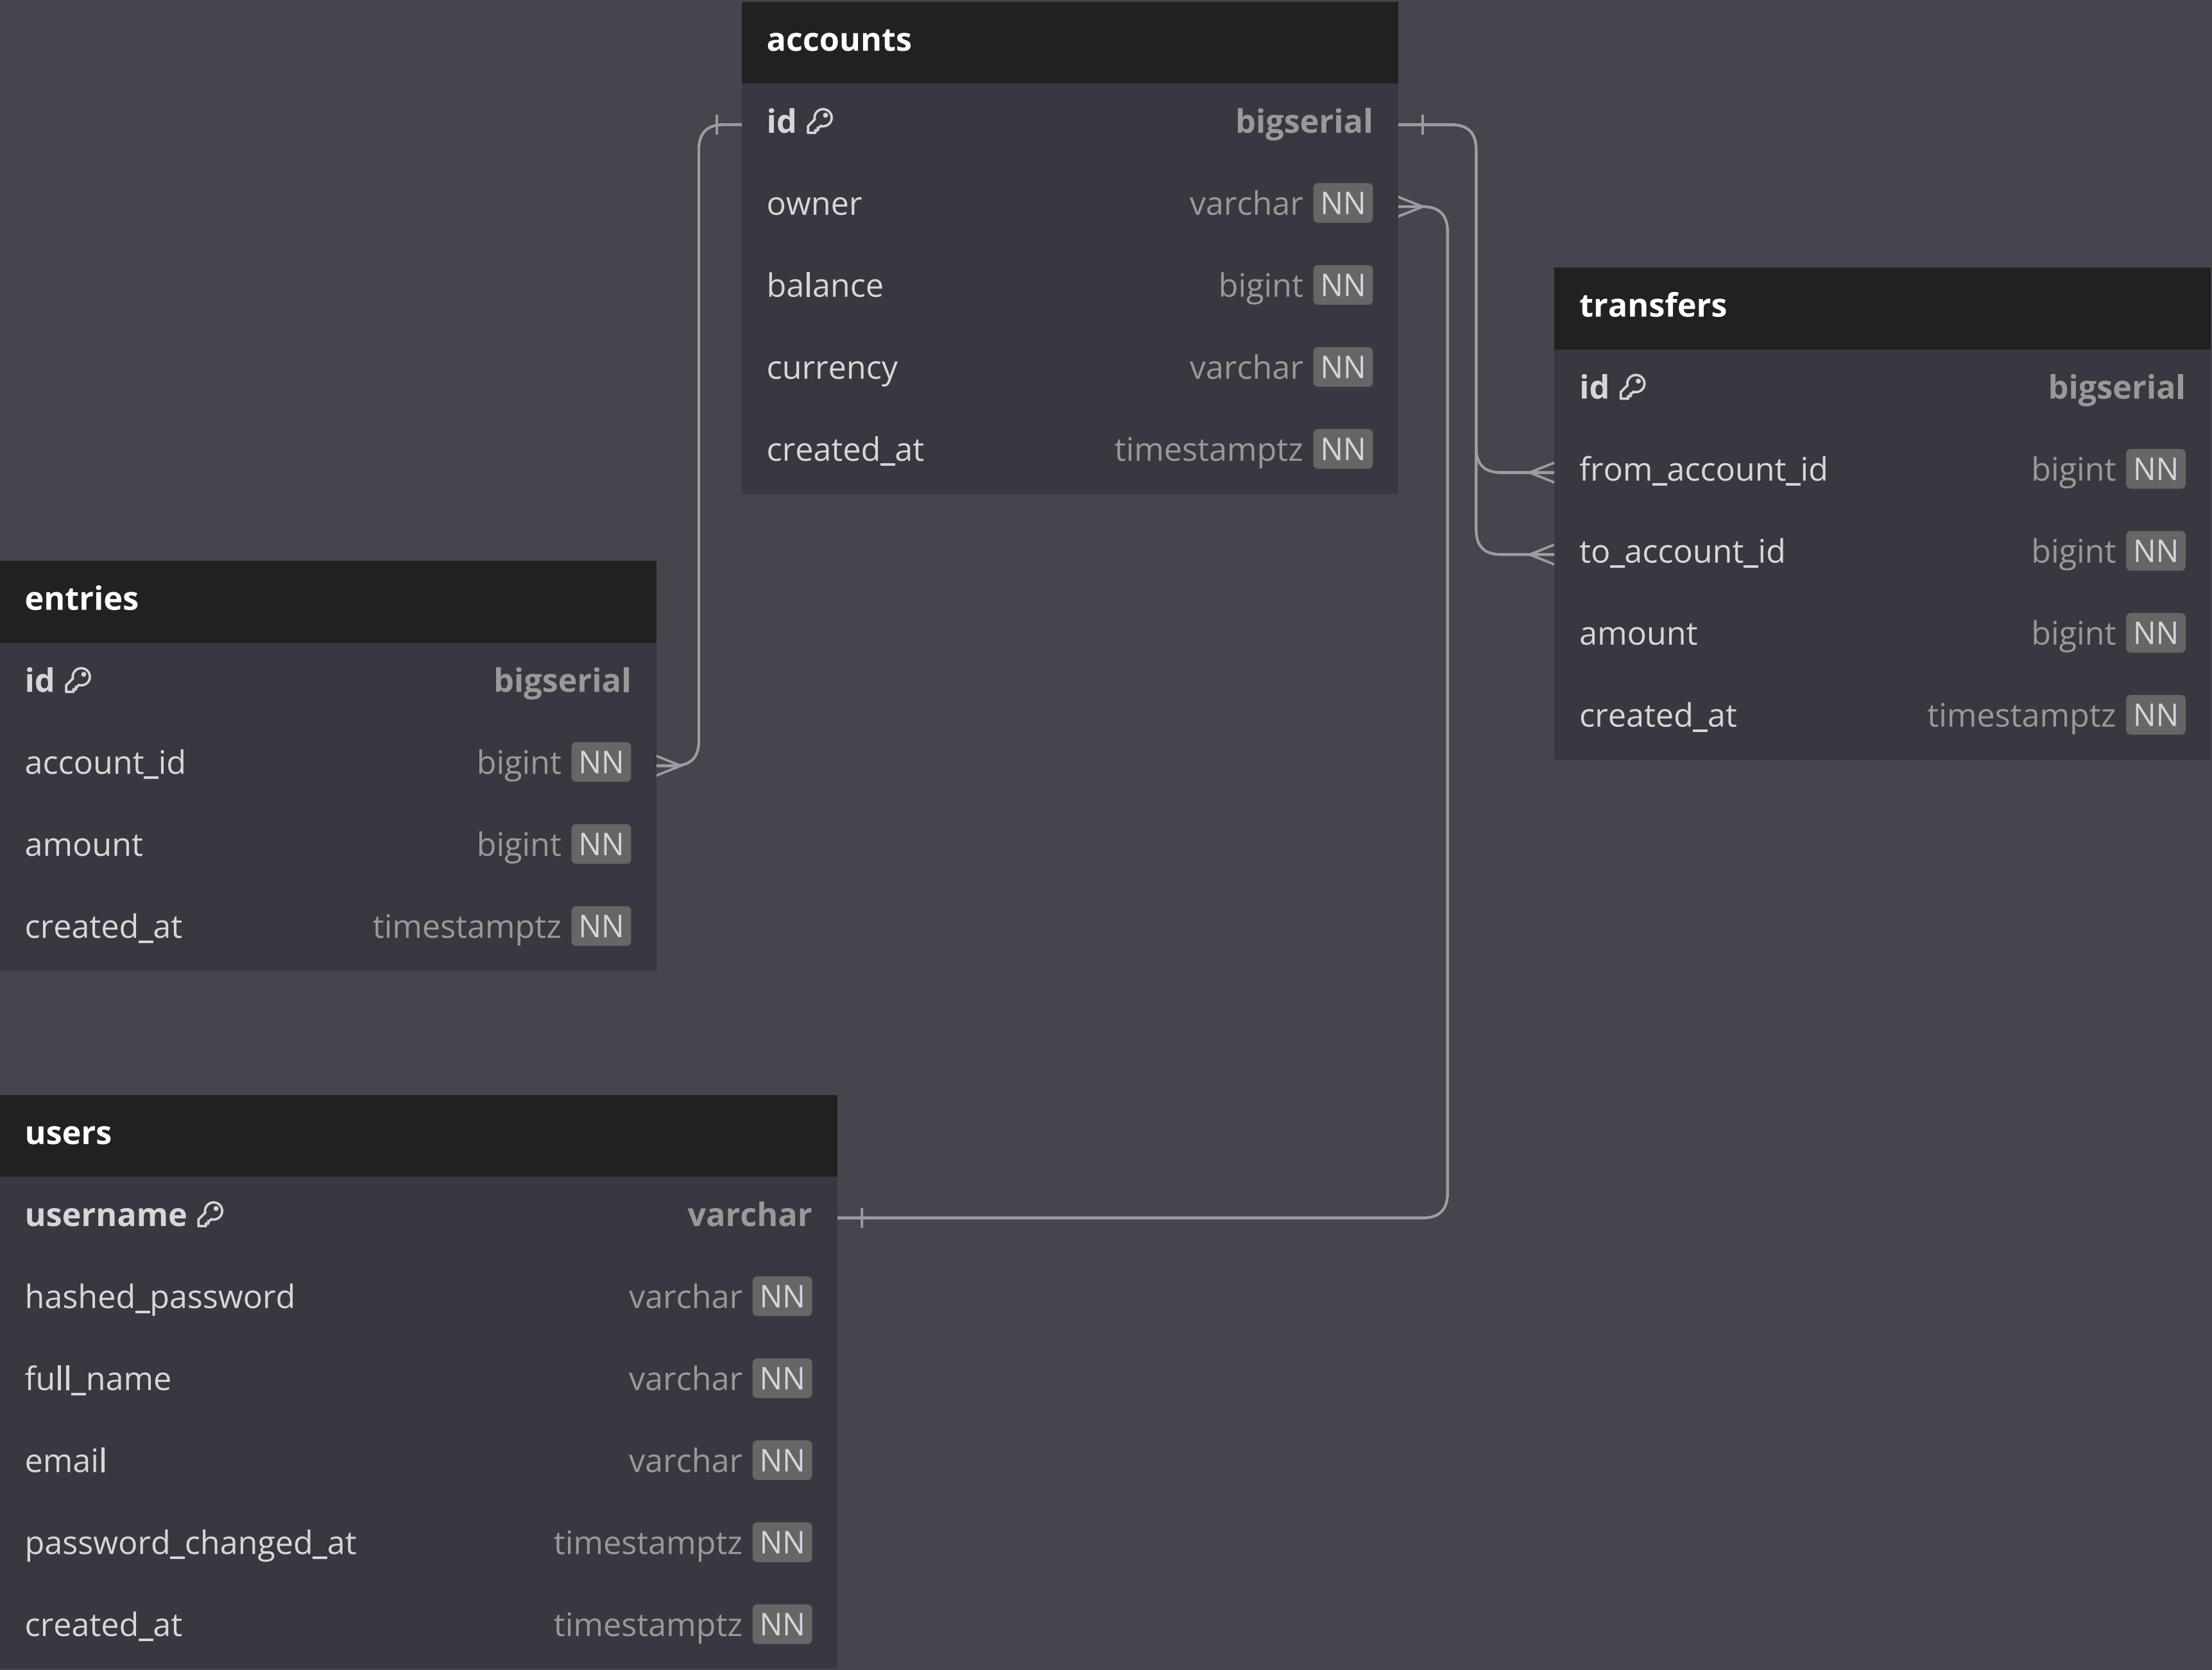 accounts
id bigserial
owner varchar NN
balance bigint NN
currency varchar NN
created_at timestamptz NN
transfers
id bigserial
from_account_id bigint NN
to_account_id bigint NN
amount bigint NN
created_at timestamptz NN
entries
id bigserial
account_id bigint NN
amount bigint NN
created_at timestamptz NN
users
username varchar
hashed_password varchar NN
full_name varchar NN
email varchar NN
password_changed_at timestamptz NN
created_at timestamptz NN